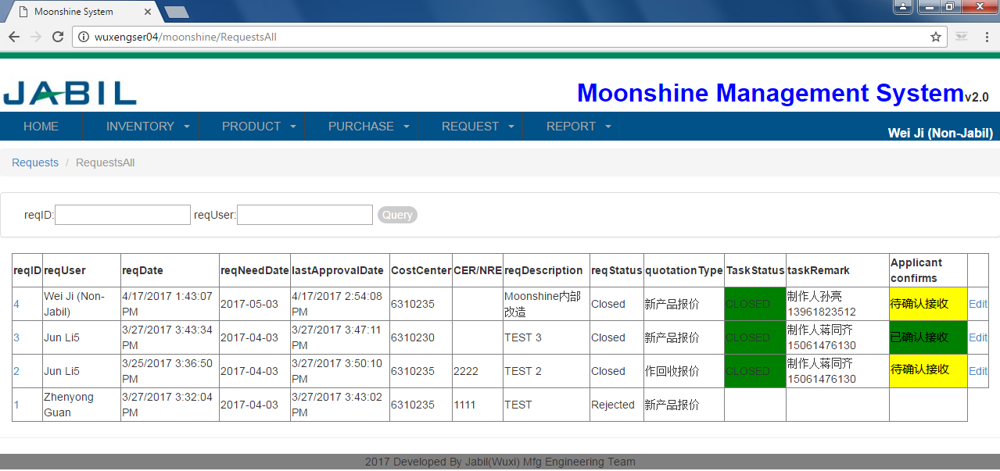 Moonshine System
wuxengser04/moonshine/RequestsAll
JABIL
Moonshine Management System v2.0
HOME INVENTORY PRODUCT PURCHASE REQUEST REPORT
Wei Ji (Non-Jabil)
Requests / RequestsAll
reqID: reqUser: Query
reqID reqUser reqDate reqNeedDate lastApprovalDate CostCenter CER/NRE reqDescription reqStatus quotationType TaskStatus taskRemark Applicant confirms
4 Wei Ji (Non-Jabil) 4/17/2017 1:43:07 PM 2017-05-03 4/17/2017 2:54:08 PM 6310235 Moonshine内部改造 Closed 新产品报价 CLOSED 制作人孙亮 13961823512 待确认接收 Edit
3 Jun Li5 3/27/2017 3:43:34 PM 2017-04-03 3/27/2017 3:47:11 PM 6310230 TEST 3 Closed 新产品报价 CLOSED 制作人蒋同齐 15061476130 已确认接收 Edit
2 Jun Li5 3/25/2017 3:36:50 PM 2017-04-03 3/27/2017 3:50:10 PM 6310235 2222 TEST 2 Closed 作回收报价 CLOSED 制作人蒋同齐 15061476130 待确认接收 Edit
1 Zhenyong Guan 3/27/2017 3:32:04 PM 2017-04-03 3/27/2017 3:43:02 PM 6310235 1111 TEST Rejected 新产品报价
2017 Developed By Jabil(Wuxi) Mfg Engineering Team